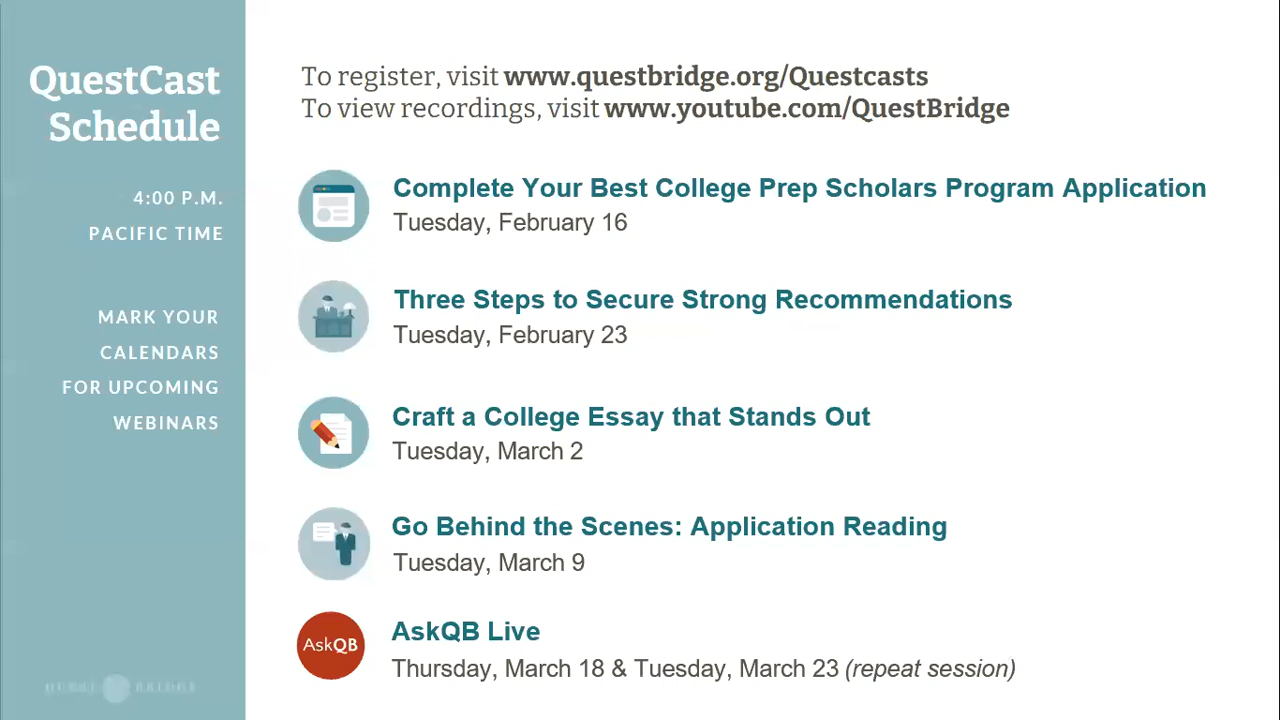 QuestCast
Schedule
4:00 P.M.
PACIFIC TIME
MARK YOUR
CALENDARS
FOR UPCOMING
WEBINARS
To register, visit www.questbridge.org/Questcasts
To view recordings, visit www.youtube.com/QuestBridge
Complete Your Best College Prep Scholars Program Application
Tuesday, February 16
Three Steps to Secure Strong Recommendations
Tuesday, February 23
Craft a College Essay that Stands Out
Tuesday, March 2
Go Behind the Scenes: Application Reading
Tuesday, March 9
AskQB
AskQB Live
Thursday, March 18 & Tuesday, March 23 (repeat session)